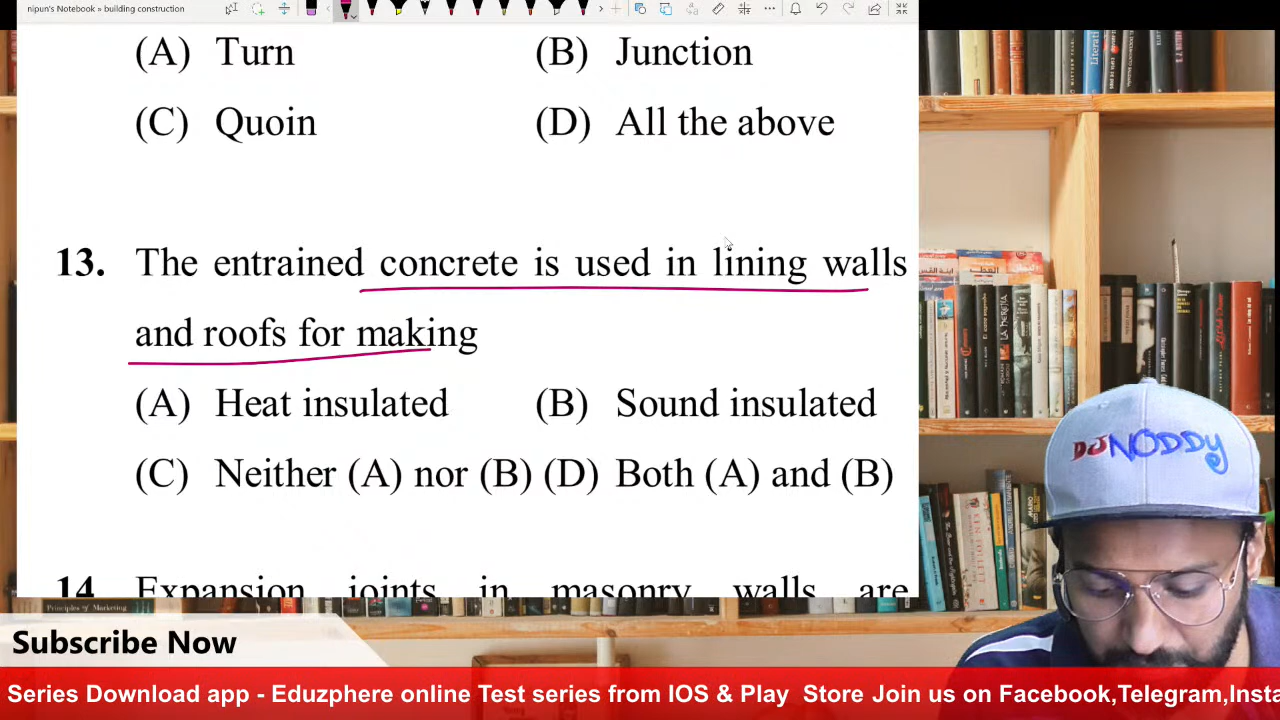 nipun's Notebook » building construction
(A) Turn (B) Junction
(C) Quoin (D) All the above
13. The entrained concrete is used in lining walls
and roofs for making
(A) Heat insulated (B) Sound insulated
(C) Neither (A) nor (B) (D) Both (A) and (B)
14 Expansion joints in masonry walls are
Principles of Marketing
DJNODDY
Subscribe Now
Series Download app - Eduzphere online Test series from IOS & Play Store Join us on Facebook,Telegram,Insta